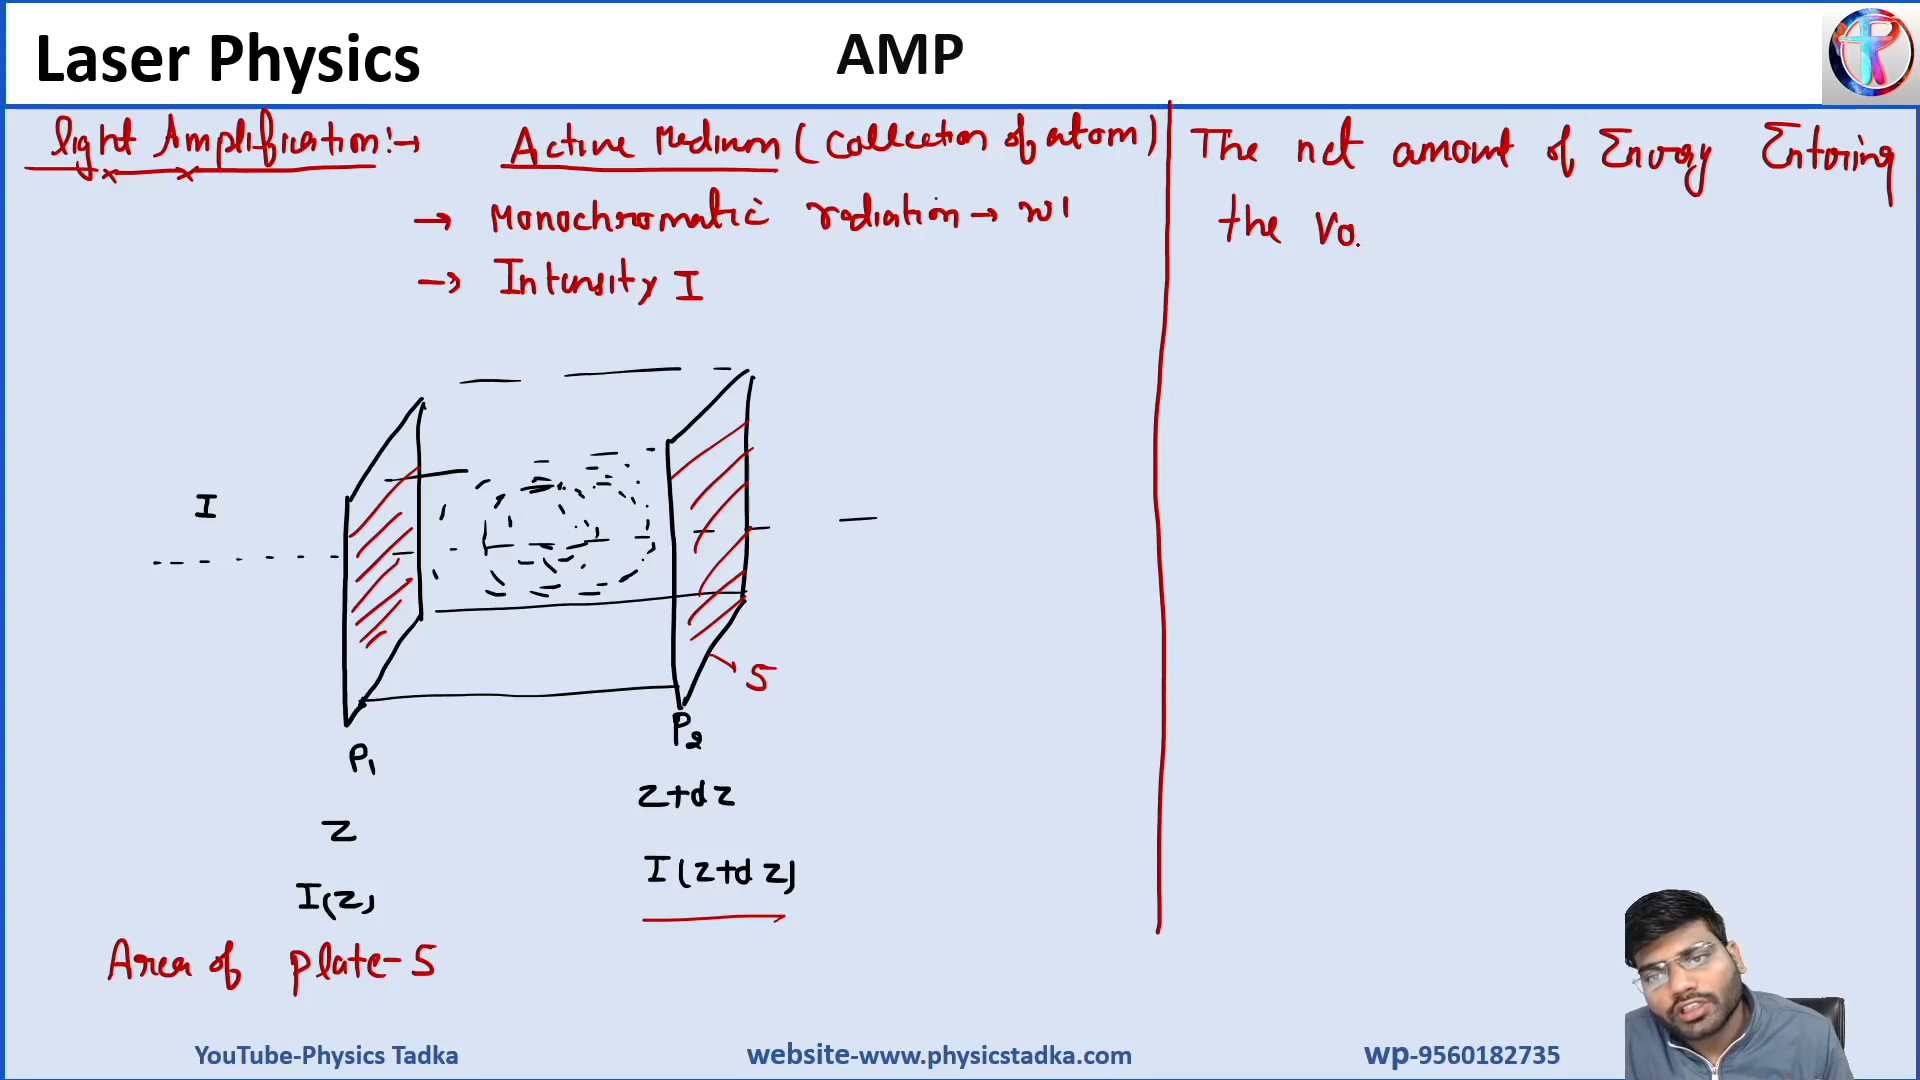 Laser Physics
AMP
light Amplification:→ Active Medium (Collection of atom)
→ Monochromatic radiation → w1
→ Intensity I
I
S
P1
P2
Z
Z+dz
I(z)
I(z+dz)
Area of plate-S
The net amount of Energy Entering
the Vo
YouTube-Physics Tadka
website-www.physicstadka.com
wp-9560182735